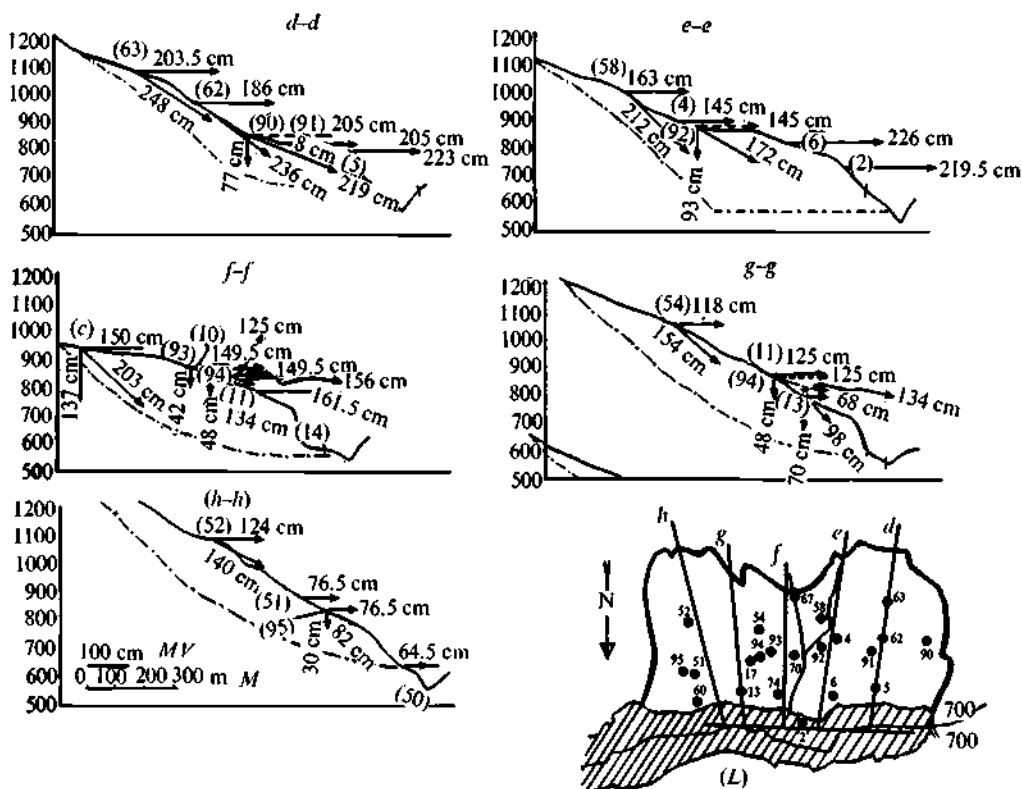 d–d
1200
1100
1000
900
800
700
600
500
(63) 203.5 cm
(62) 186 cm
248 cm
(90) (91) 205 cm
205 cm
8 cm (5)
223 cm
77 cm
236 cm
219 cm
e–e
1200
1100
1000
900
800
700
600
500
(58) 163 cm
(4) 145 cm
145 cm
212 cm
(92)
172 cm
(6) 226 cm
(2) 219.5 cm
93 cm
f–f
1200
1100
1000
900
800
700
600
500
(c) 150 cm
(10) 125 cm
(93) 149.5 cm
(94) 149.5 cm
156 cm
(11) 161.5 cm
137 cm
203 cm
42 cm
48 cm
134 cm
(14)
g–g
1200
1100
1000
900
800
700
600
500
(54) 118 cm
154 cm
(11) 125 cm
125 cm
(94) (13)
134 cm
68 cm
48 cm
70 cm
98 cm
(h–h)
1200
1100
1000
900
800
700
600
500
(52) 124 cm
140 cm
76.5 cm
(51) 76.5 cm
(95)
30 cm
82 cm
64.5 cm
(50)
100 cm MV
0 100 200 300 m M
h g f e d
N
52 54 67 58 63
95 51 94 93 17 70 92 4 62 91 90
60 13 74 6 5
2
700
700
(L)